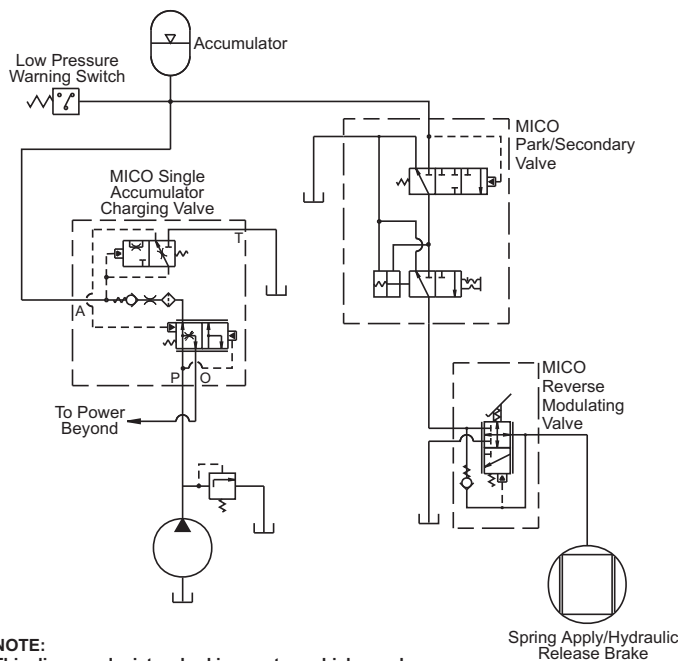 Accumulator
Low Pressure
Warning Switch
MICO
Park/Secondary
Valve
MICO Single
Accumulator
Charging Valve
T
A
P
O
To Power
Beyond
MICO
Reverse
Modulating
Valve
Spring Apply/Hydraulic
Release Brake
NOTE: